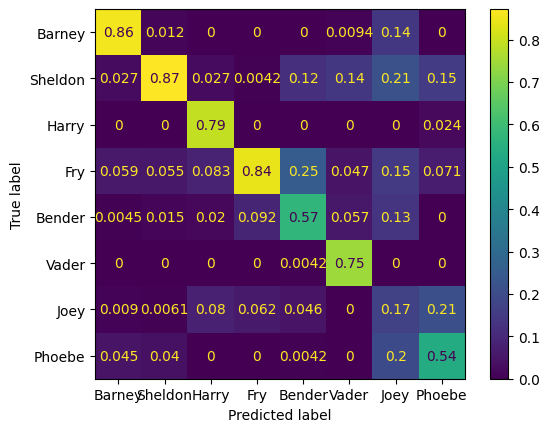 Barney 0.86 0.012 0 0 0 0.0094 0.14 0
Sheldon 0.027 0.87 0.027 0.0042 0.12 0.14 0.21 0.15
Harry 0 0 0.79 0 0 0 0 0.024
Fry 0.059 0.055 0.083 0.84 0.25 0.047 0.15 0.071
Bender 0.0045 0.015 0.02 0.092 0.57 0.057 0.13 0
Vader 0 0 0 0 0.0042 0.75 0 0
Joey 0.009 0.0061 0.08 0.062 0.046 0 0.17 0.21
Phoebe 0.045 0.04 0 0 0.0042 0 0.2 0.54
Barney Sheldon Harry Fry Bender Vader Joey Phoebe
Predicted label
True label
0.8
0.7
0.6
0.5
0.4
0.3
0.2
0.1
0.0